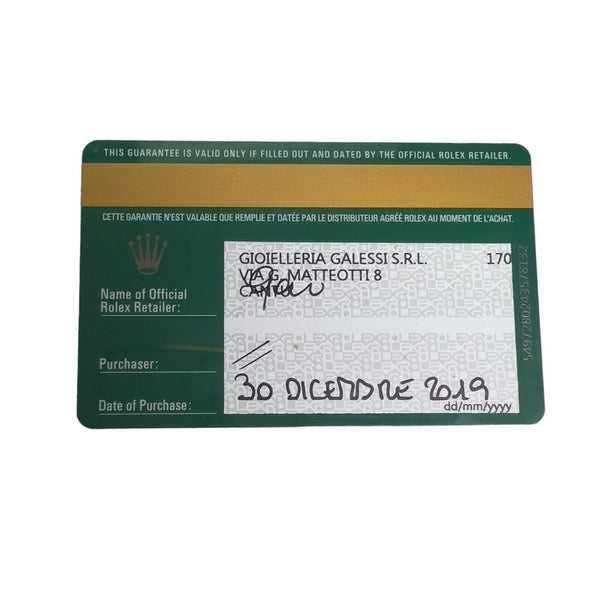 THIS GUARANTEE IS VALID ONLY IF FILLED OUT AND DATED BY THE OFFICIAL ROLEX RETAILER.
CETTE GARANTIE N'EST VALABLE QUE REMPLIE ET DATÉE PAR LE DISTRIBUTEUR AGRÉÉ ROLEX AU MOMENT DE L'ACHAT.
GIOIELLERIA GALESSI S.R.L. 170
VIA G. MATTEOTTI 8
Name of Official
Rolex Retailer:
Purchaser:
Date of Purchase: 30 DICEMBRE 2019
dd/mm/yyyy
5497280243578132